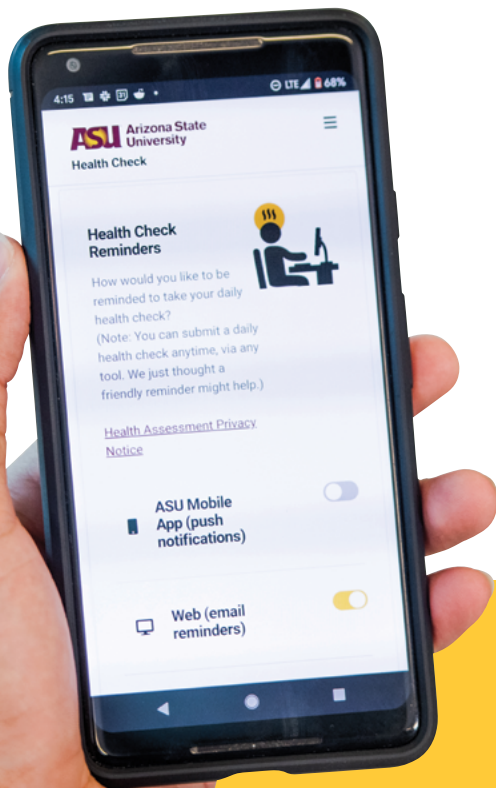 4:15 31 LTE 68%
ASU Arizona State
University
Health Check
Health Check
Reminders
How would you like to be
reminded to take your daily
health check?
(Note: You can submit a daily
health check anytime, via any
tool. We just thought a
friendly reminder might help.)
Health Assessment Privacy
Notice
ASU Mobile
App (push
notifications)
Web (email
reminders)